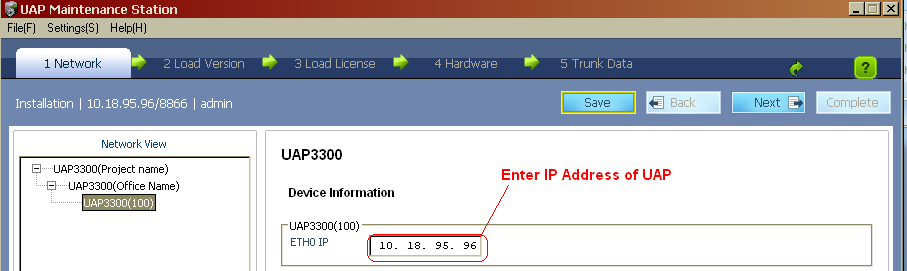 UAP Maintenance Station
File(F) Settings(S) Help(H)
1 Network 2 Load Version 3 Load License 4 Hardware 5 Trunk Data ?
Installation | 10.18.95.96/8866 | admin Save Back Next Complete
Network View
UAP3300(Project name)
UAP3300(Office Name)
UAP3300(100)
UAP3300
Enter IP Address of UAP
Device Information
UAP3300(100)
ETH0 IP 10. 18. 95. 96